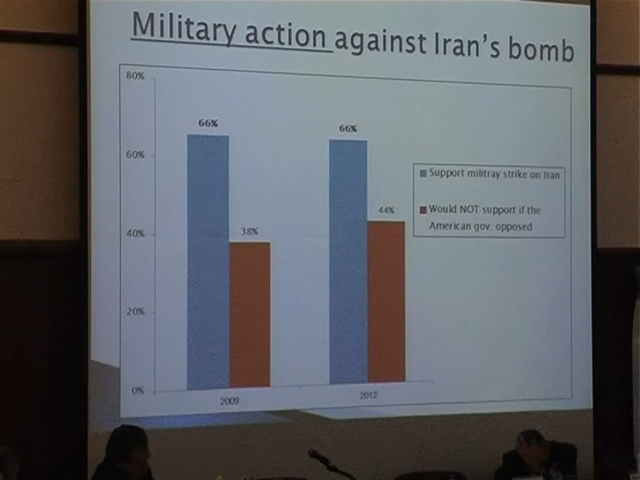 Military action against Iran's bomb
80%
60%
40%
20%
0%
66%
38%
66%
44%
2009
2012
Support militray strike on Iran
Would NOT support if the
American gov. opposed